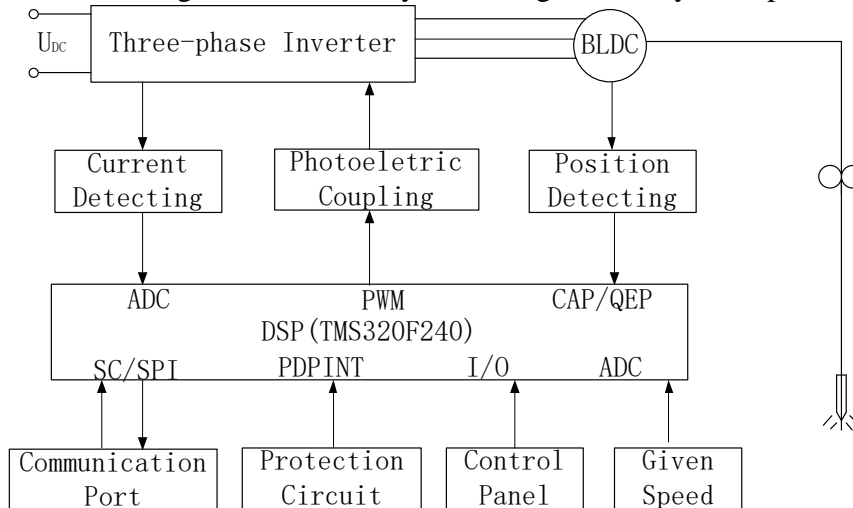 U_DC
Three-phase Inverter
BLDC
Current
Detecting
Photoeletric
Coupling
Position
Detecting
ADC
PWM
CAP/QEP
DSP(TMS320F240)
SC/SPI
PDPINT
I/O
ADC
Communication
Port
Protection
Circuit
Control
Panel
Given
Speed